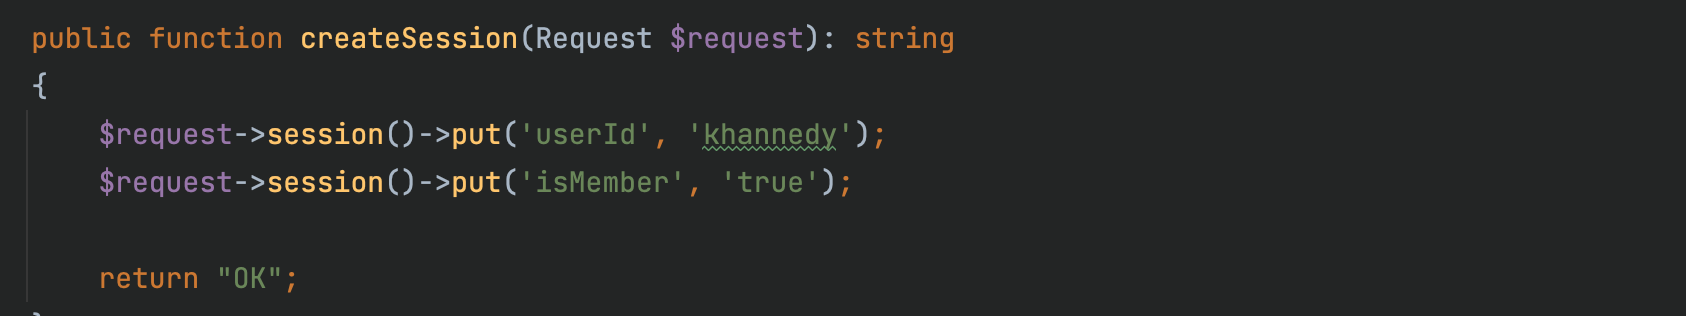 public function createSession(Request $request): string
{
    $request->session()->put('userId', 'khannedy');
    $request->session()->put('isMember', 'true');
    return "OK";